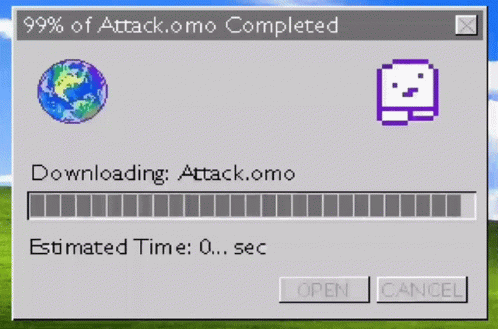 99% of Attack.omo Completed
Downloading: Attack.omo
Estimated Time: 0... sec
OPEN
CANCEL